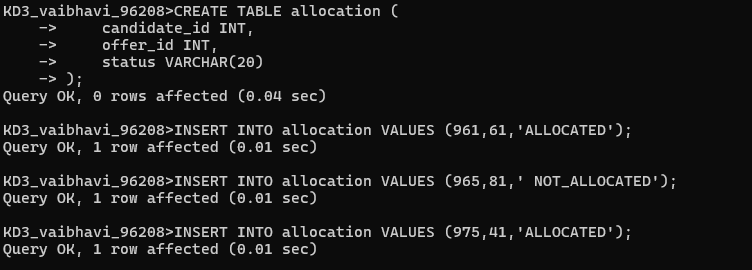 KD3_vaibhavi_96208>CREATE TABLE allocation (
    ->     candidate_id INT,
    ->     offer_id INT,
    ->     status VARCHAR(20)
    -> );
Query OK, 0 rows affected (0.04 sec)

KD3_vaibhavi_96208>INSERT INTO allocation VALUES (961,61,'ALLOCATED');
Query OK, 1 row affected (0.01 sec)

KD3_vaibhavi_96208>INSERT INTO allocation VALUES (965,81,' NOT_ALLOCATED');
Query OK, 1 row affected (0.01 sec)

KD3_vaibhavi_96208>INSERT INTO allocation VALUES (975,41,'ALLOCATED');
Query OK, 1 row affected (0.01 sec)